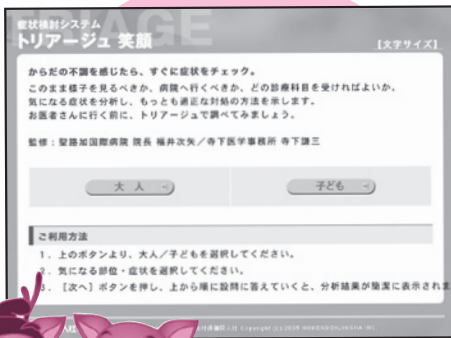 症状検討システム
トリアージュ 笑顔
【文字サイズ】
からだの不調を感じたら、すぐに症状をチェック。
このまま様子を見るべきか、病院へ行くべきか、どの診療科目を受ければよいか、
気になる症状を分析し、もっとも適正な対処の方法を示します。
お医者さんに行く前に、トリアージュで調べてみましょう。
監修:聖路加国際病院 院長 福井次矢/寺下医学事務所 寺下謙三
大 人
子ども
ご利用方法
1. 上のボタンより、大人/子どもを選択してください。
2. 気になる部位・症状を選択してください。
3. [次へ] ボタンを押し、上から順に設問に答えていくと、分析結果が簡潔に表示されま